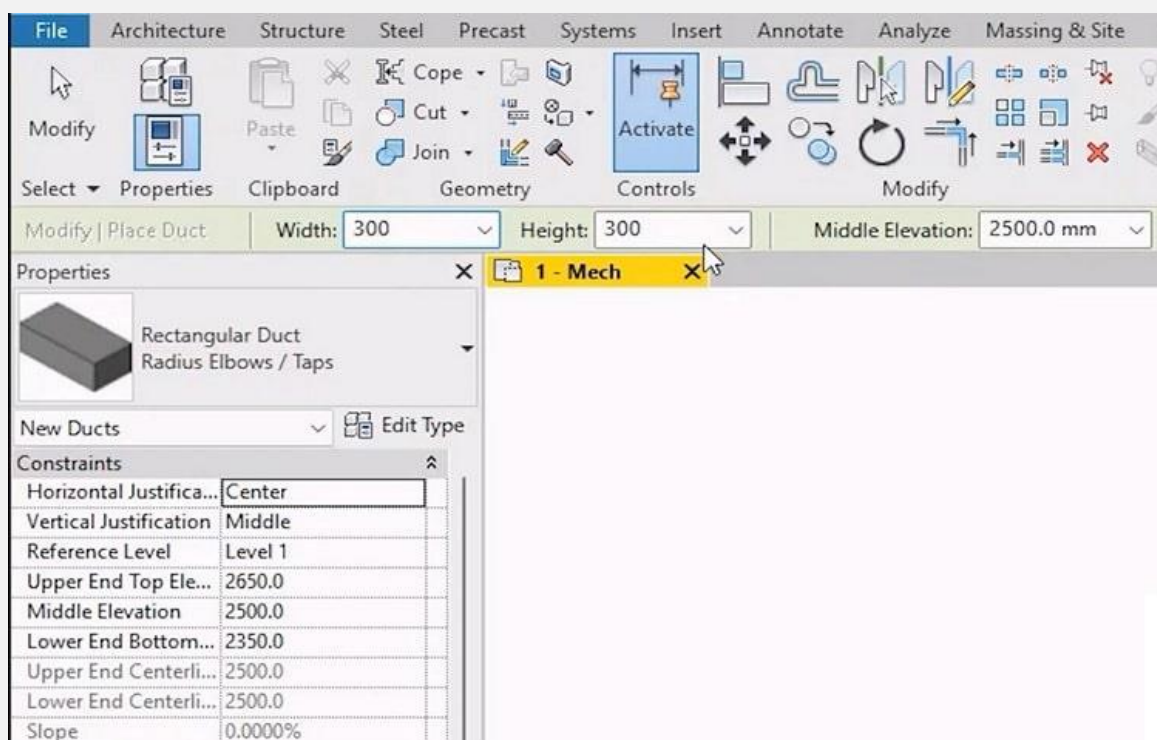 File Architecture Structure Steel Precast Systems Insert Annotate Analyze Massing & Site
Modify Paste Cope Cut Join Activate
Select Properties Clipboard Geometry Controls Modify
Modify | Place Duct Width: 300 Height: 300 Middle Elevation: 2500.0 mm
Properties 1 - Mech
Rectangular Duct
Radius Elbows / Taps
New Ducts Edit Type
Constraints
Horizontal Justifica... Center
Vertical Justification Middle
Reference Level Level 1
Upper End Top Ele... 2650.0
Middle Elevation 2500.0
Lower End Bottom... 2350.0
Upper End Centerli... 2500.0
Lower End Centerli... 2500.0
Slope 0.0000%